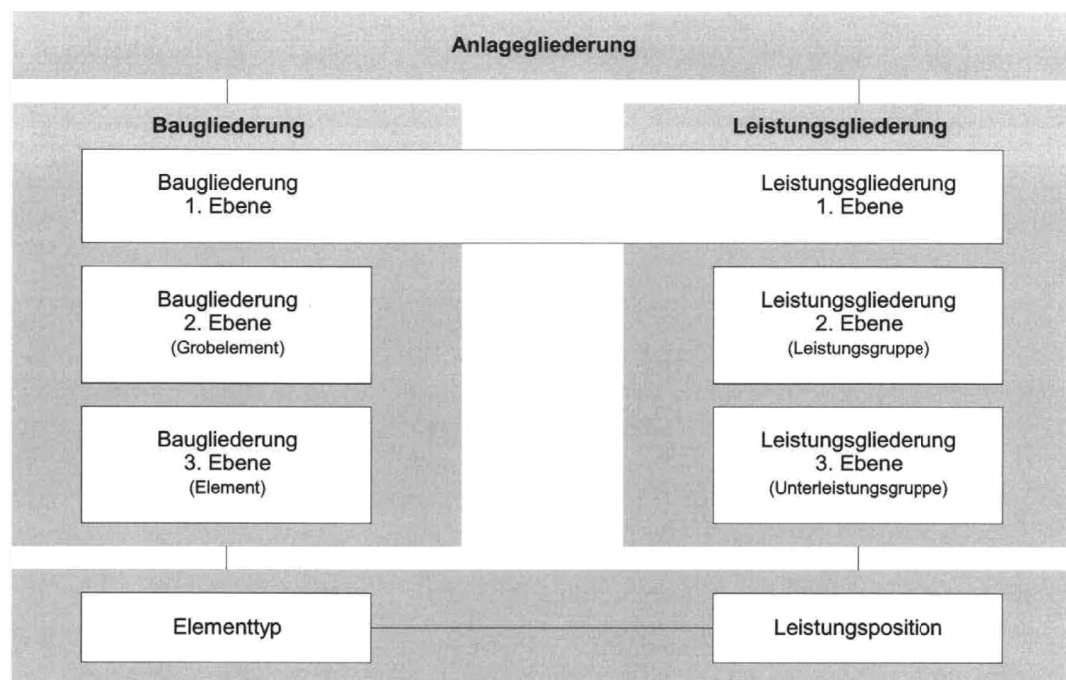 Anlagegliederung
Baugliederung
Leistungsgliederung
Baugliederung
1. Ebene
Leistungsgliederung
1. Ebene
Baugliederung
2. Ebene
(Grobelement)
Leistungsgliederung
2. Ebene
(Leistungsgruppe)
Baugliederung
3. Ebene
(Element)
Leistungsgliederung
3. Ebene
(Unterleistungsgruppe)
Elementtyp
Leistungsposition